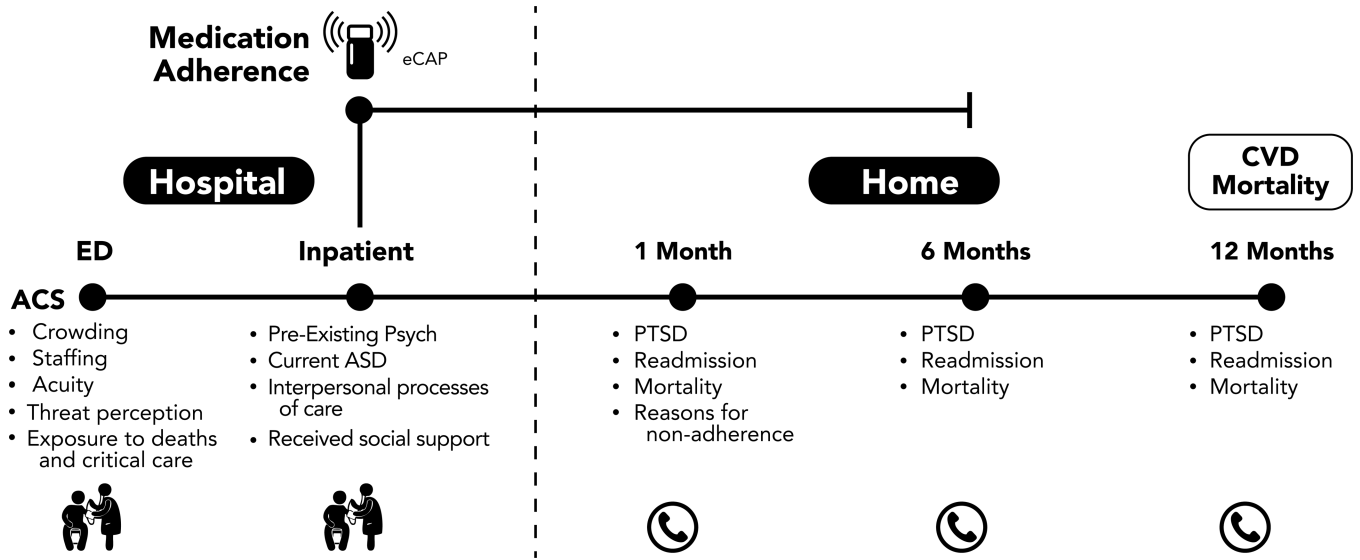 Medication
Adherence
eCAP
Hospital
Home
CVD
Mortality
ED
Inpatient
1 Month
6 Months
12 Months
ACS
• Crowding
• Staffing
• Acuity
• Threat perception
• Exposure to deaths
and critical care
• Pre-Existing Psych
• Current ASD
• Interpersonal processes
of care
• Received social support
• PTSD
• Readmission
• Mortality
• Reasons for
non-adherence
• PTSD
• Readmission
• Mortality
• PTSD
• Readmission
• Mortality